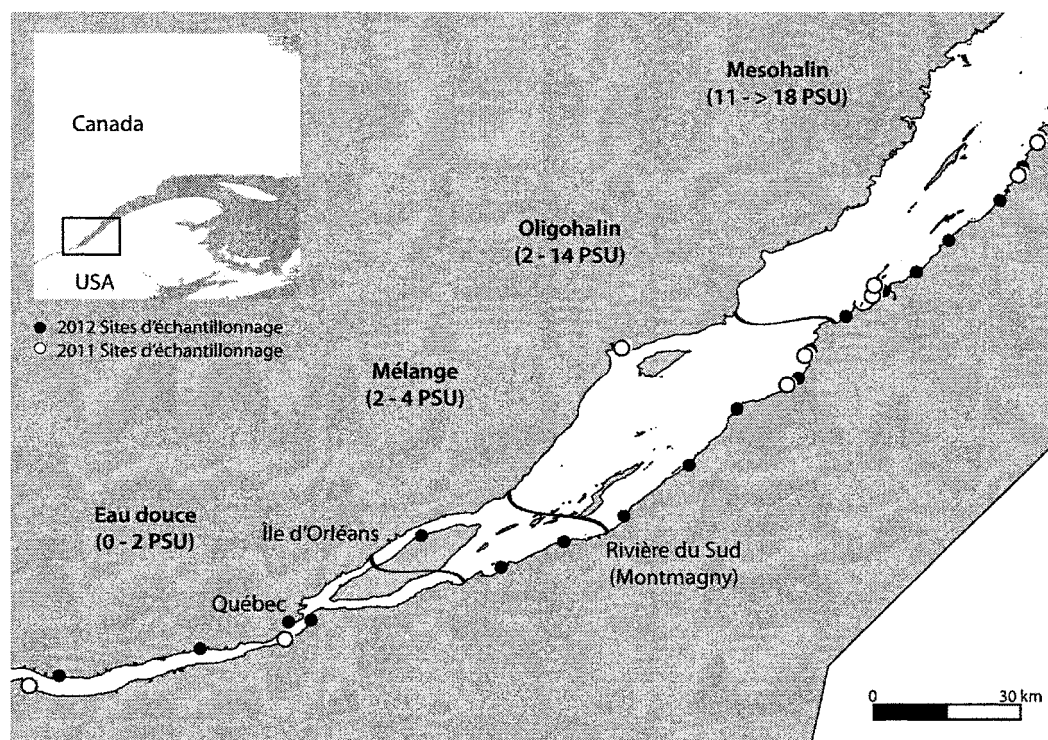 Canada
USA
2012 Sites d'échantillonnage
2011 Sites d'échantillonnage
Mesohalin
(11 - > 18 PSU)
Oligohalin
(2 - 14 PSU)
Mélange
(2 - 4 PSU)
Eau douce
(0 - 2 PSU)
Île d'Orléans
Québec
Rivière du Sud
(Montmagny)
0 30 km